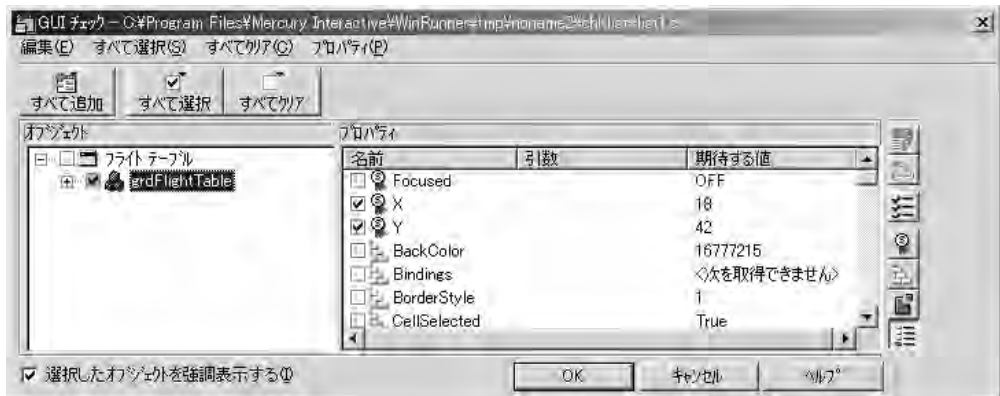 GUI チェック - C:¥Program Files¥Mercury Interactive¥WinRunner¥tmp¥noname2¥chklist¥list1.c
編集(E) すべて選択(S) すべてクリア(C) プロパティ(P)
すべて追加 すべて選択 すべてクリア
オブジェクト プロパティ
フライト テーブル
grdFlightTable
名前 引数 期待する値
Focused OFF
X 18
Y 42
BackColor 16777215
Bindings <次を取得できません>
BorderStyle 1
CellSelected True
選択したオブジェクトを強調表示する(I)
OK キャンセル ヘルプ